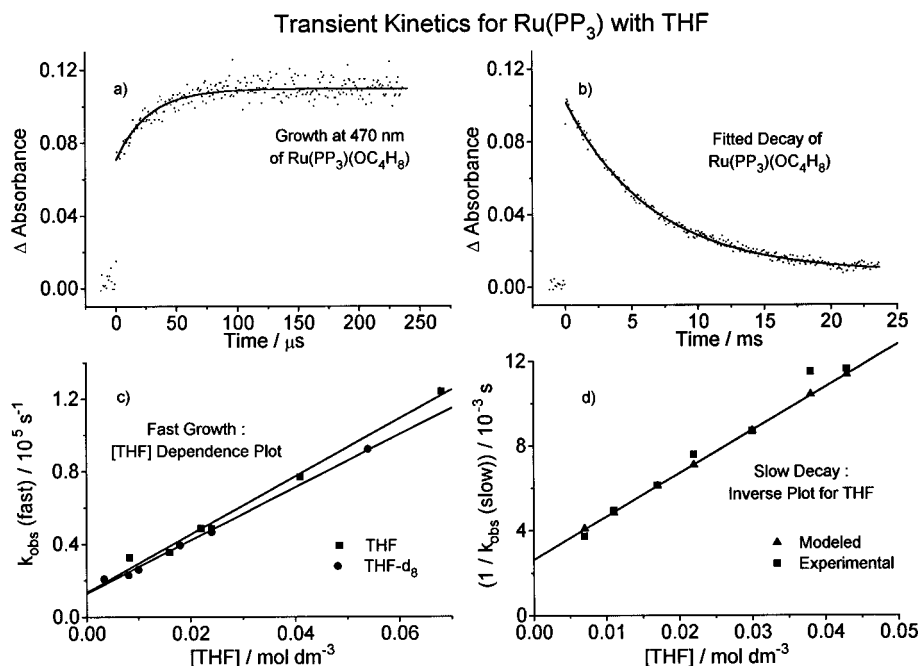 Transient Kinetics for Ru(PP₃) with THF
a)
Growth at 470 nm
of Ru(PP₃)(OC₄H₈)
Δ Absorbance
0.12
0.08
0.04
0.00
0 50 100 150 200 250
Time / μs
b)
Fitted Decay of
Ru(PP₃)(OC₄H₈)
Δ Absorbance
0.12
0.08
0.04
0.00
0 5 10 15 20 25
Time / ms
c)
Fast Growth :
[THF] Dependence Plot
THF
THF-d₈
k_obs (fast) / 10⁵ s⁻¹
1.2
0.8
0.4
0.0
0.00 0.02 0.04 0.06
[THF] / mol dm⁻³
d)
Slow Decay :
Inverse Plot for THF
Modeled
Experimental
(1 / k_obs (slow)) / 10⁻³ s
12
8
4
0
0.00 0.01 0.02 0.03 0.04 0.05
[THF] / mol dm⁻³